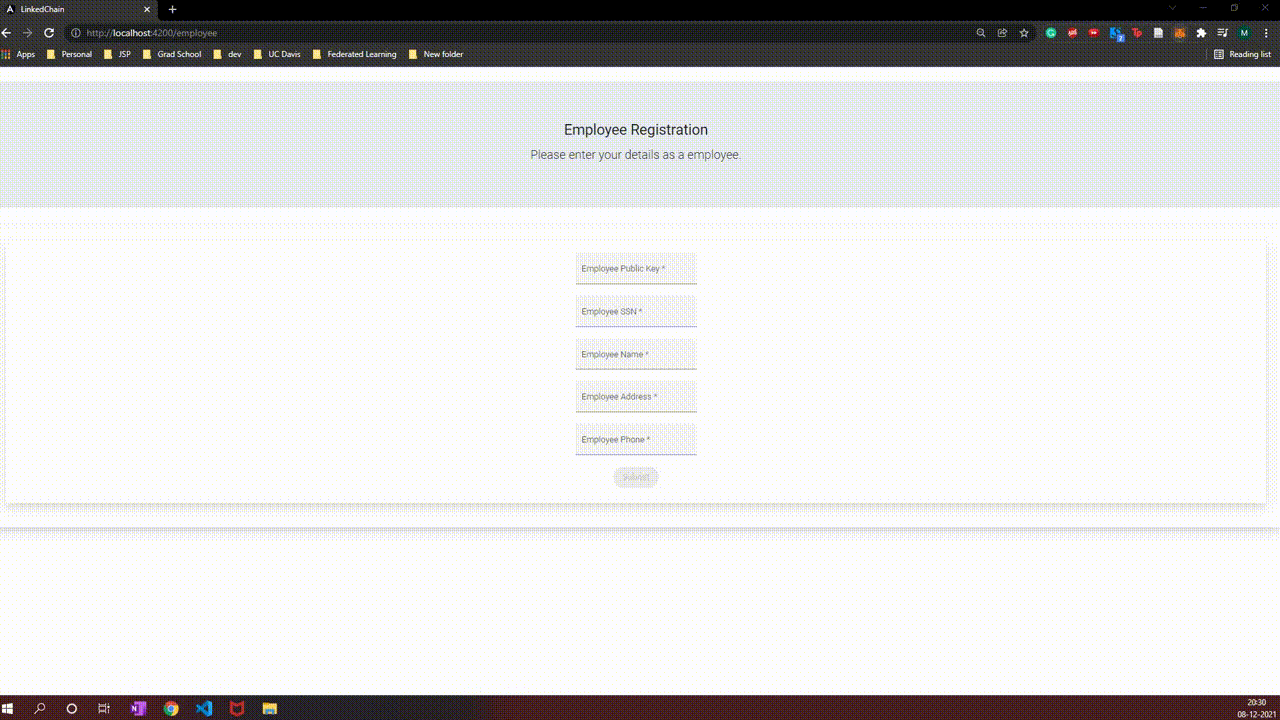 LinkedChain
http://localhost:4200/employee
Apps Personal JSP Grad School dev UC Davis Federated Learning New folder Reading list
Employee Registration
Please enter your details as a employee.
Employee Public Key *
Employee SSN *
Employee Name *
Employee Address *
Employee Phone *
Submit
20:30
08-12-2021